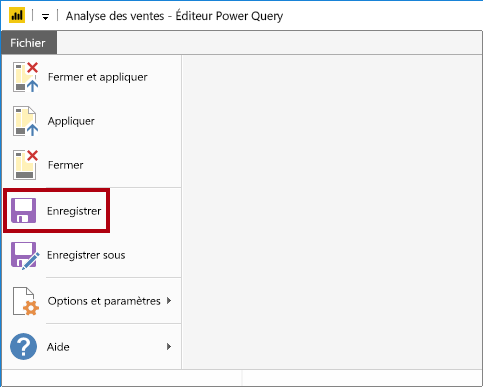 Analyse des ventes - Éditeur Power Query
Fichier
Fermer et appliquer
Appliquer
Fermer
Enregistrer
Enregistrer sous
Options et paramètres
Aide